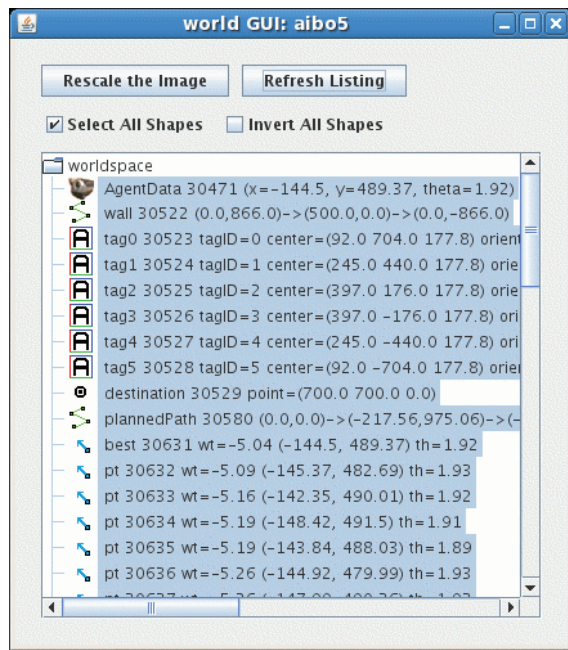 world GUI: aibo5
Rescale the Image Refresh Listing
Select All Shapes Invert All Shapes
worldspace
AgentData 30471 (x=-144.5, y=489.37, theta=1.92)
wall 30522 (0.0,866.0)->(500.0,0.0)->(0.0,-866.0)
A tag0 30523 tagID=0 center=(92.0 704.0 177.8) orient
A tag1 30524 tagID=1 center=(245.0 440.0 177.8) orie
A tag2 30525 tagID=2 center=(397.0 176.0 177.8) orie
A tag3 30526 tagID=3 center=(397.0 -176.0 177.8) ori
A tag4 30527 tagID=4 center=(245.0 -440.0 177.8) ori
A tag5 30528 tagID=5 center=(92.0 -704.0 177.8) orie
destination 30529 point=(700.0 700.0 0.0)
plannedPath 30580 (0.0,0.0)->(-217.56,975.06)->(-
best 30631 wt=-5.04 (-144.5, 489.37) th=1.92
pt 30632 wt=-5.09 (-145.37, 482.69) th=1.93
pt 30633 wt=-5.16 (-142.35, 490.01) th=1.92
pt 30634 wt=-5.19 (-148.42, 491.5) th=1.91
pt 30635 wt=-5.19 (-143.84, 488.03) th=1.89
pt 30636 wt=-5.26 (-144.92, 479.99) th=1.93